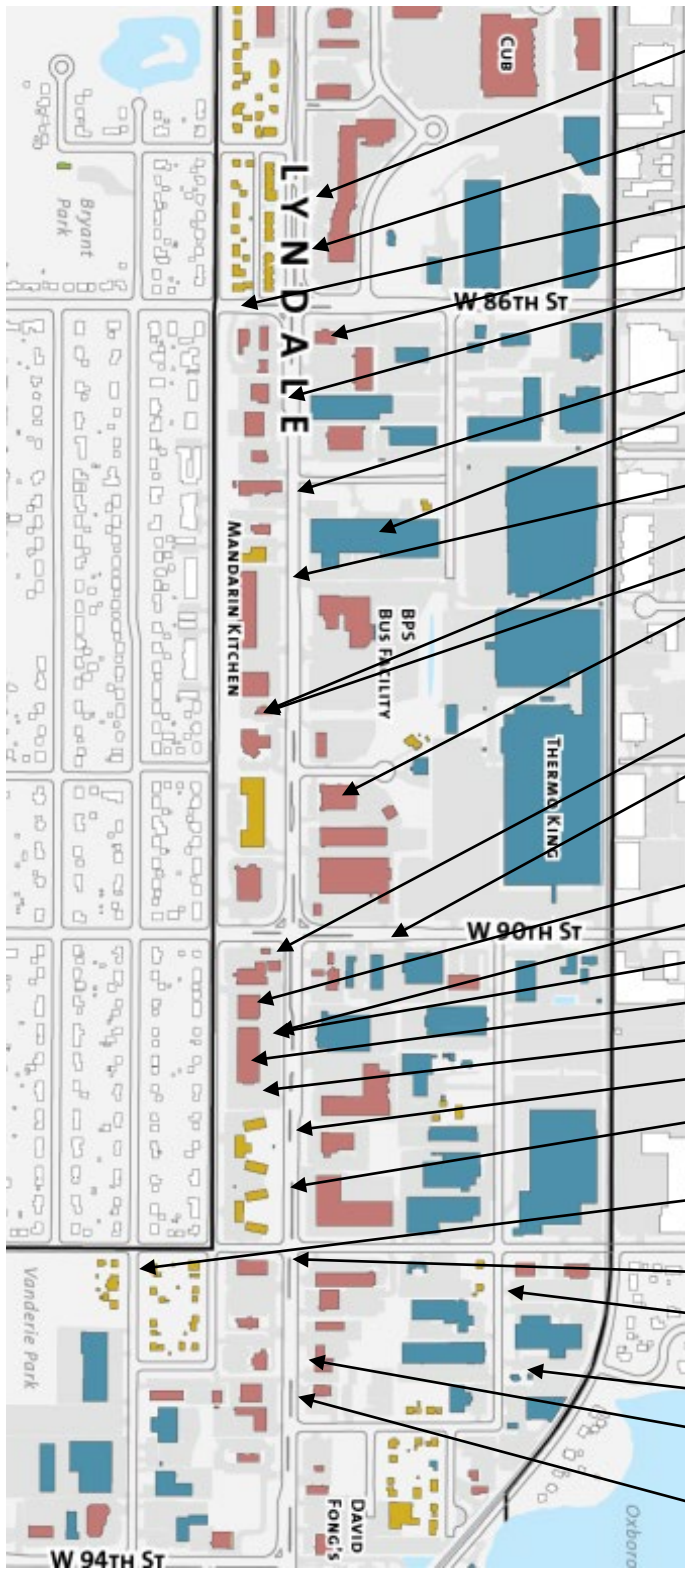 CUB
LYNDALE
Bryant
Park
W 86TH ST
MANDARIN KITCHEN
BPS
BUS FACILITY
THERMO KING
W 90TH ST
Vanderie Park
DAVID
FONG'S
Oxboro
W 94TH ST